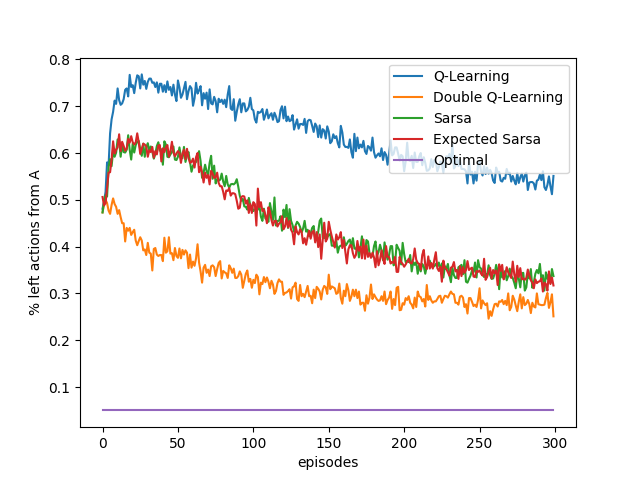 0.8
0.7
0.6
0.5
0.4
0.3
0.2
0.1
% left actions from A
Q-Learning
Double Q-Learning
Sarsa
Expected Sarsa
Optimal
0 50 100 150 200 250 300
episodes